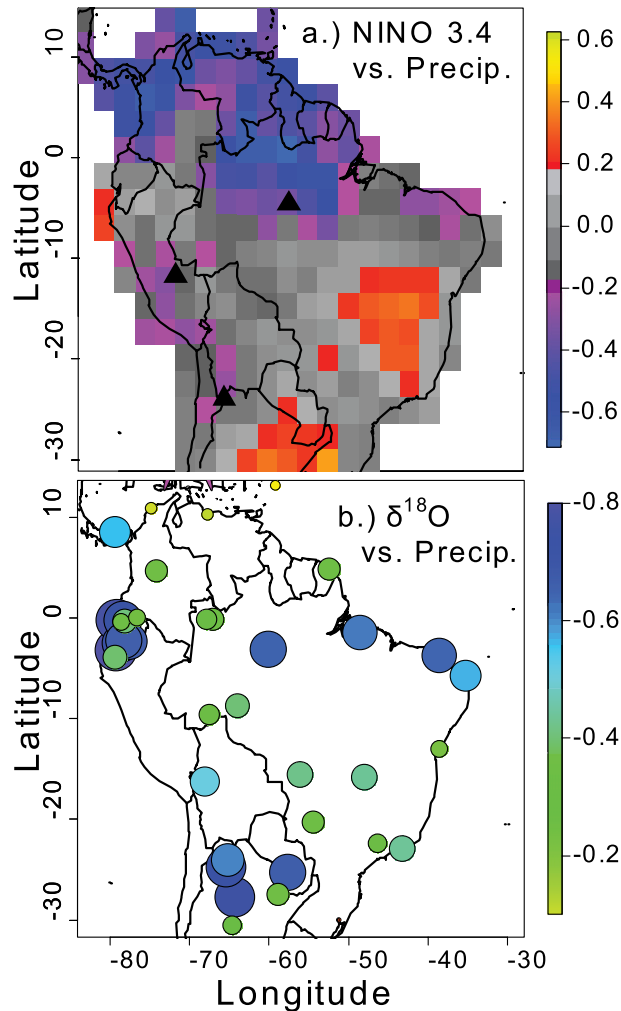 a.) NINO 3.4
vs. Precip.
10
0
-10
-20
-30
Latitude
0.6
0.4
0.2
0.0
-0.2
-0.4
-0.6
b.) δ¹⁸O
vs. Precip.
10
0
-10
-20
-30
Latitude
-0.8
-0.6
-0.4
-0.2
-80 -70 -60 -50 -40 -30
Longitude